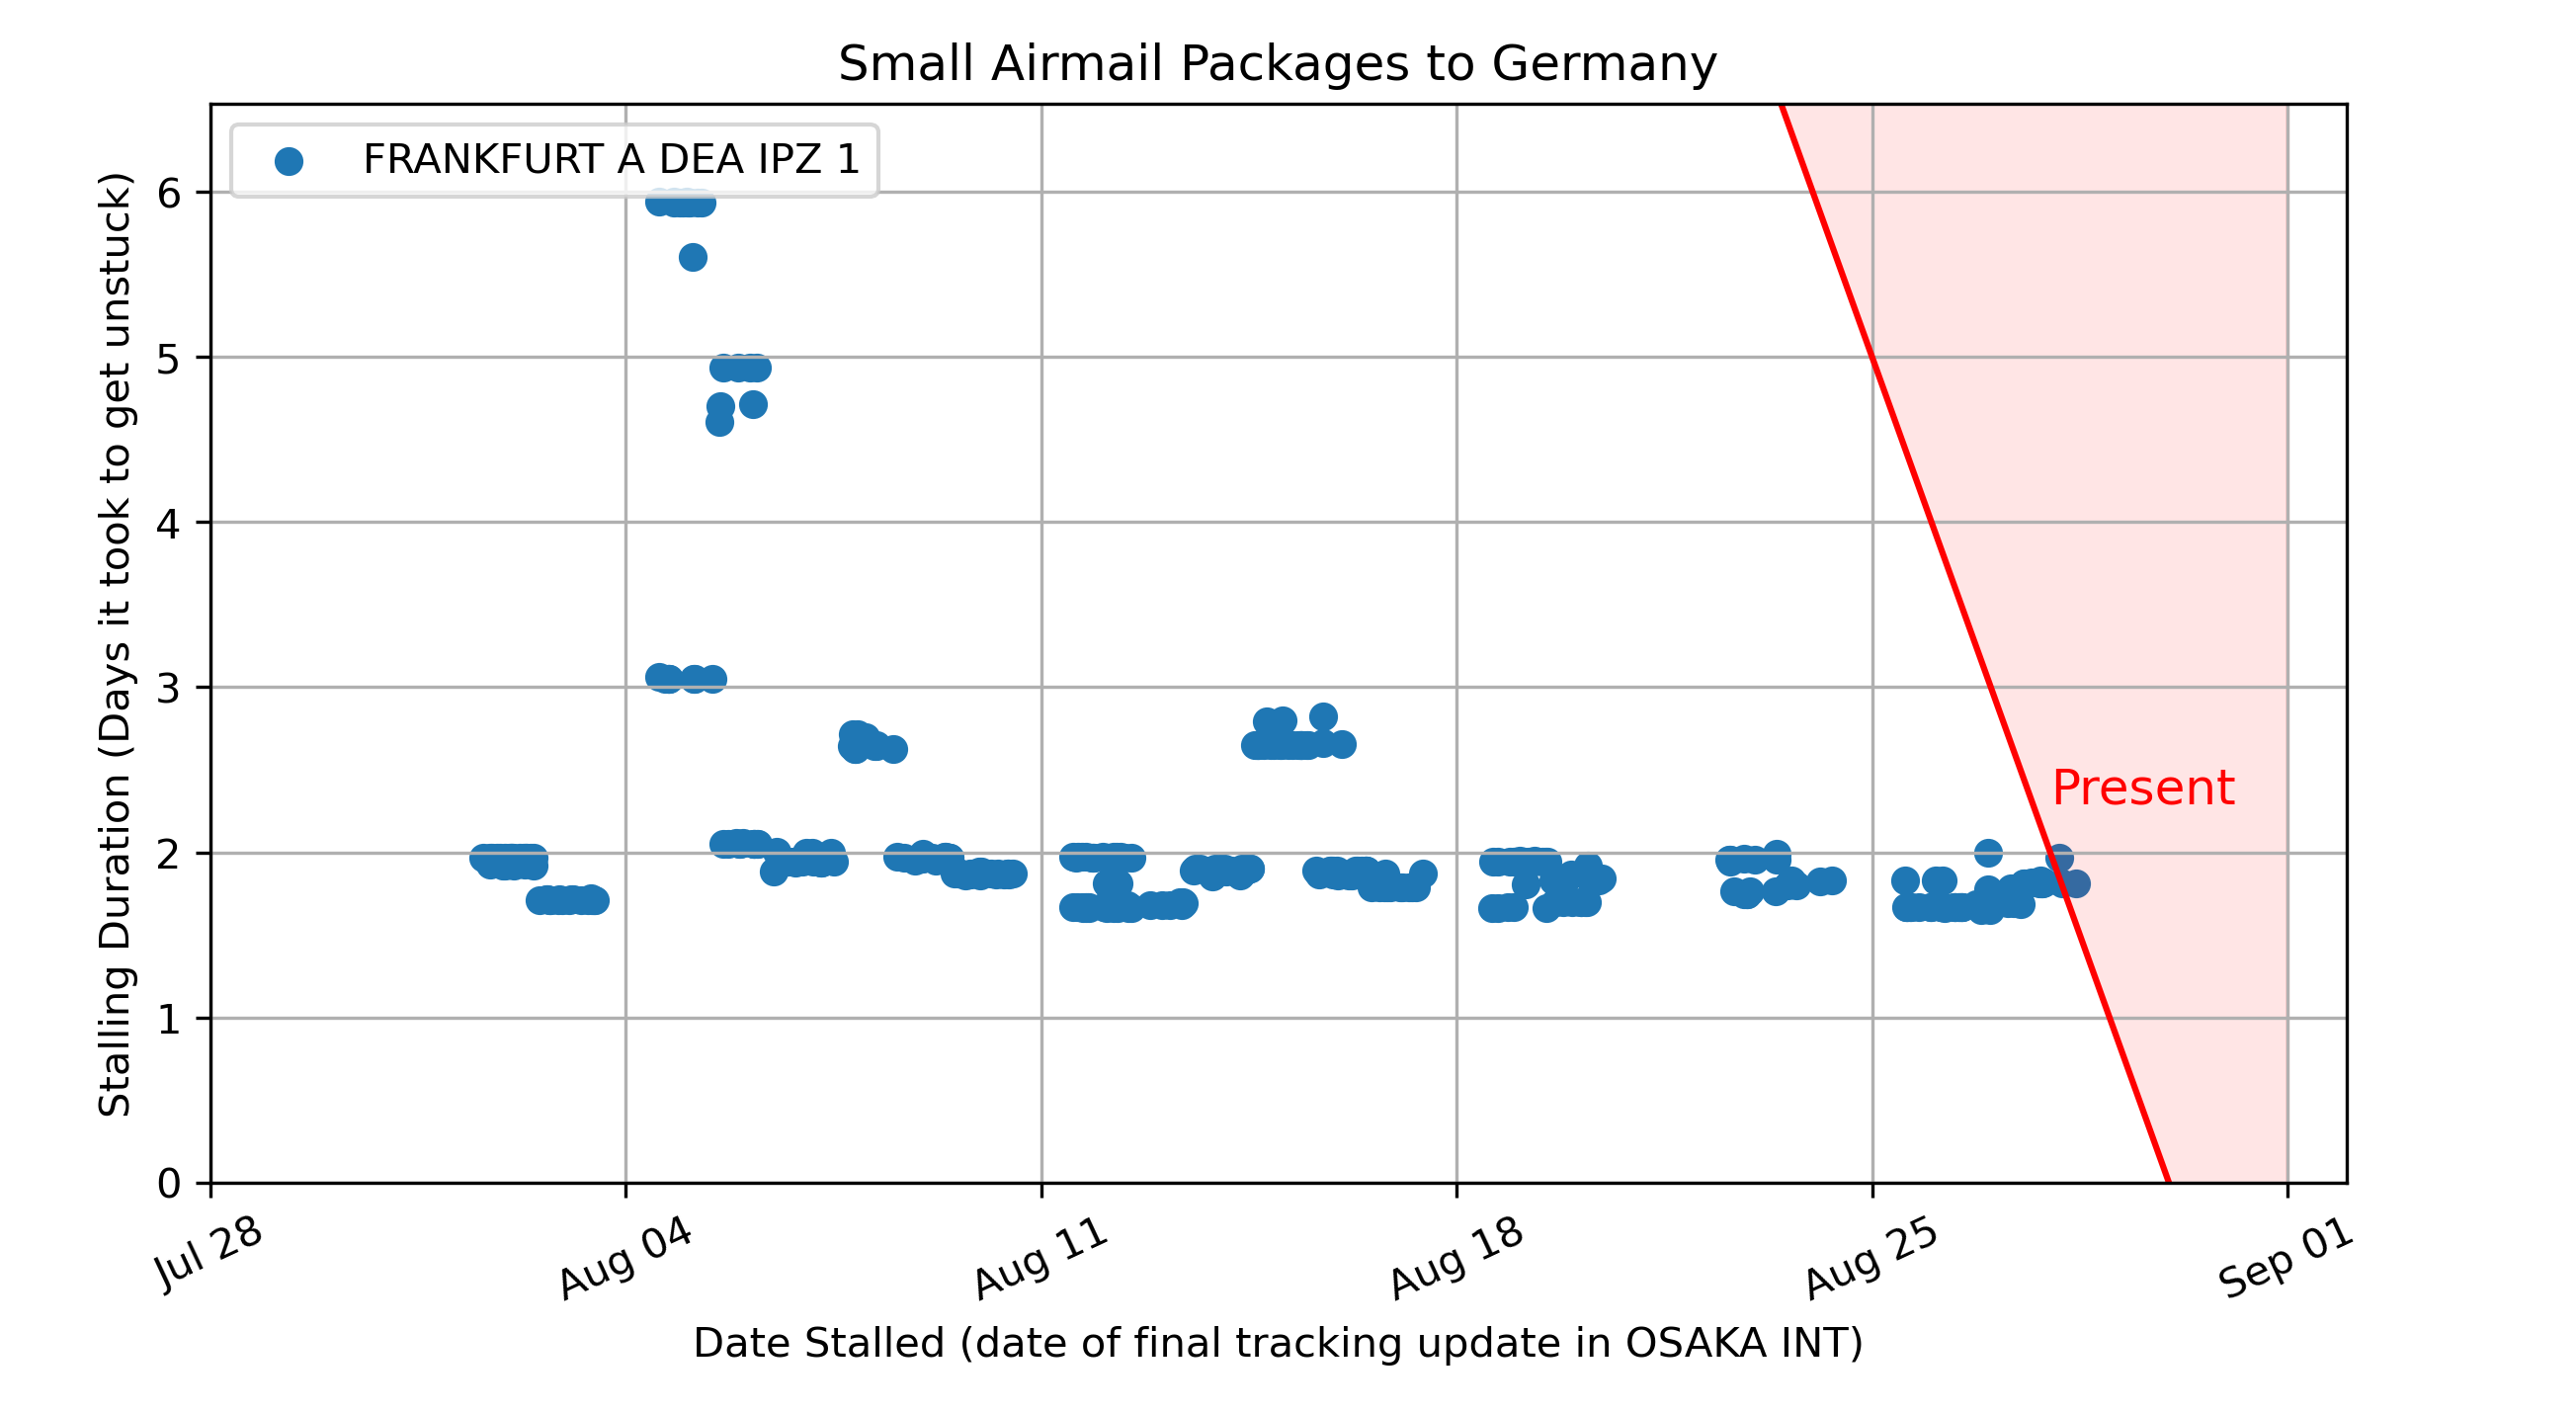 Small Airmail Packages to Germany
FRANKFURT A DEA IPZ 1
Stalling Duration (Days it took to get unstuck)
6
5
4
3
2
1
0
Present
Jul 28
Aug 04
Aug 11
Aug 18
Aug 25
Sep 01
Date Stalled (date of final tracking update in OSAKA INT)